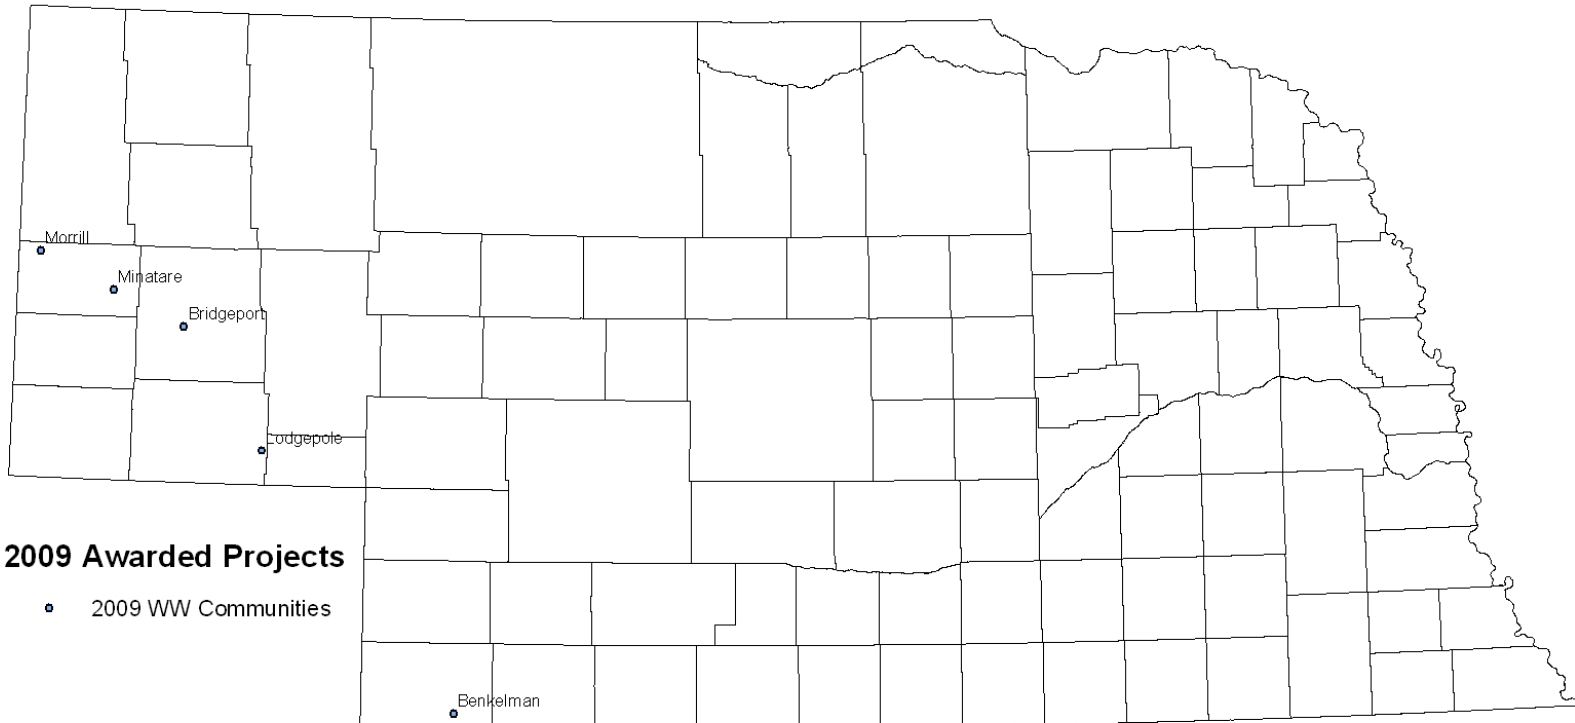 Morrill
Minatare
Bridgeport
Lodgepole
2009 Awarded Projects
2009 WW Communities
Benkelman